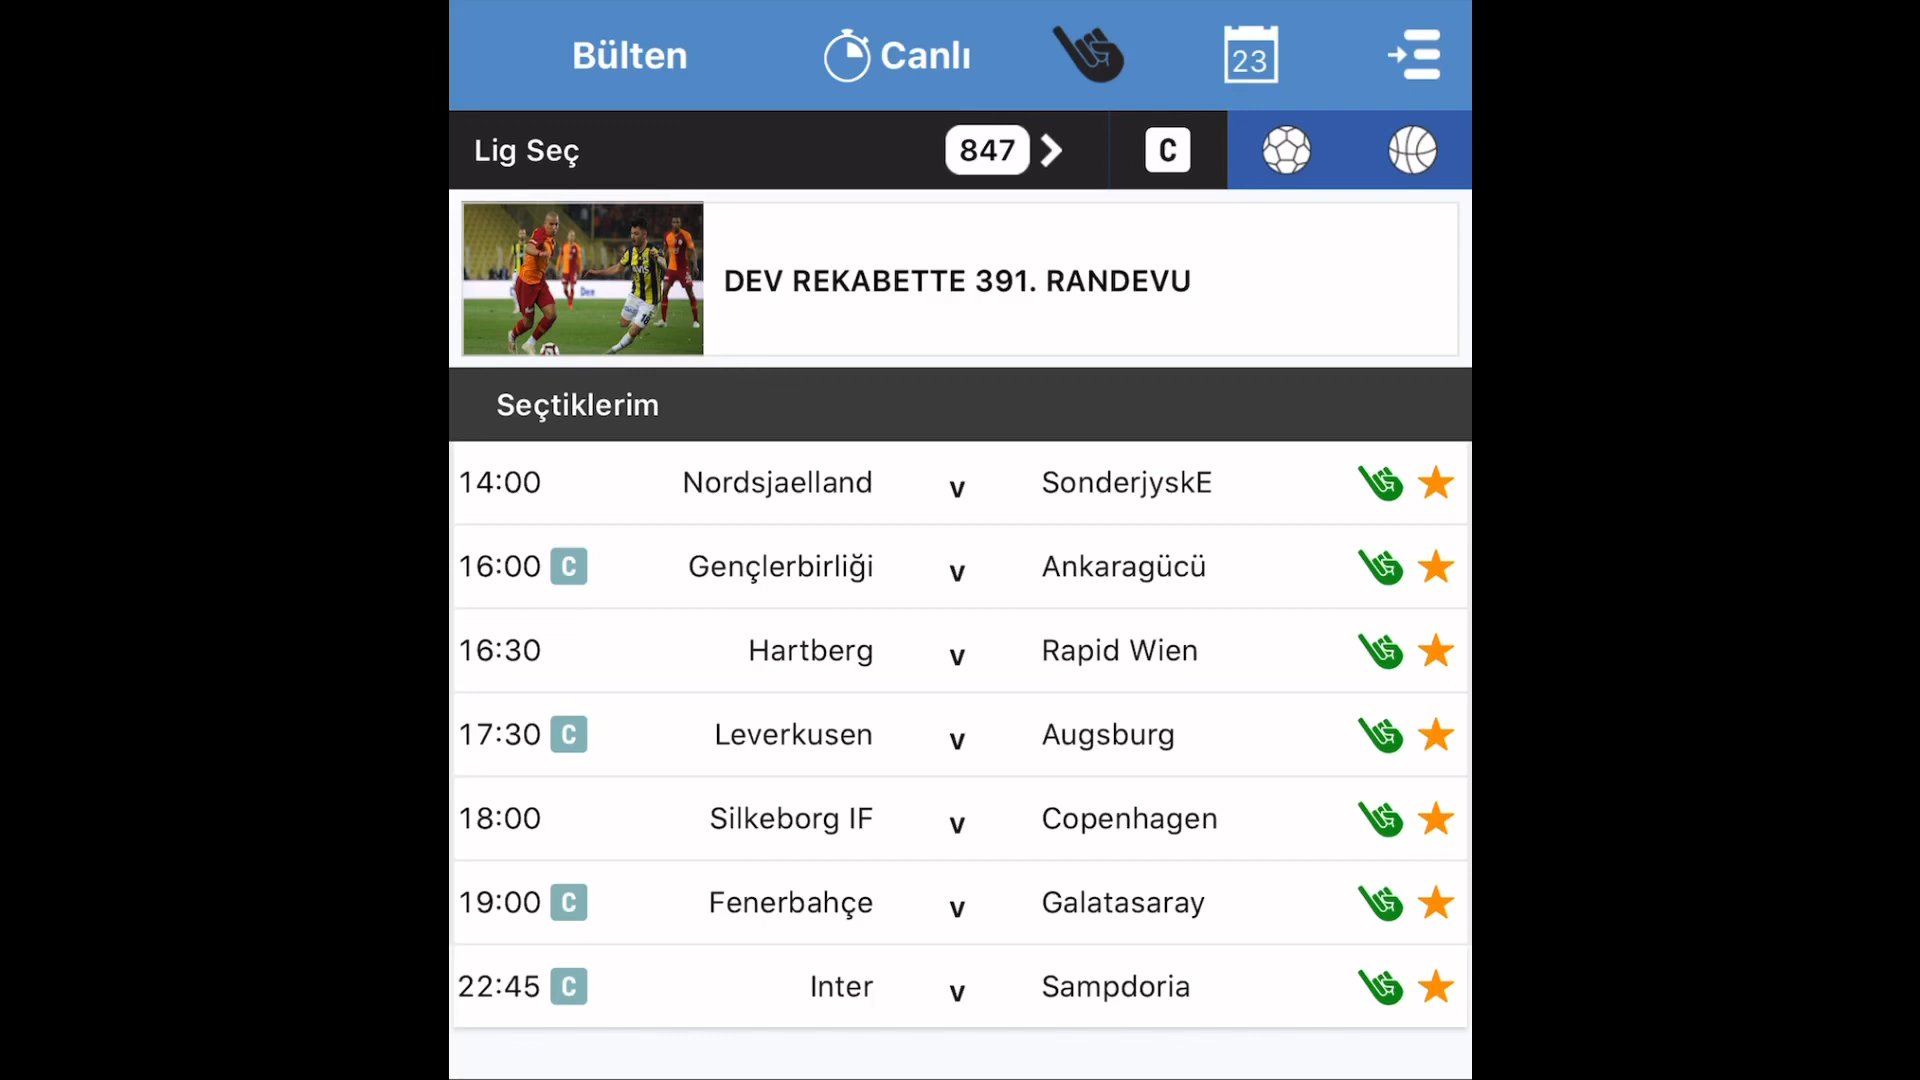 Bülten Canlı 23
Lig Seç 847 C
DEV REKABETTE 391. RANDEVU
Seçtiklerim
14:00 Nordsjaelland v SonderjyskE
16:00 C Gençlerbirliği v Ankaragücü
16:30 Hartberg v Rapid Wien
17:30 C Leverkusen v Augsburg
18:00 Silkeborg IF v Copenhagen
19:00 C Fenerbahçe v Galatasaray
22:45 C Inter v Sampdoria